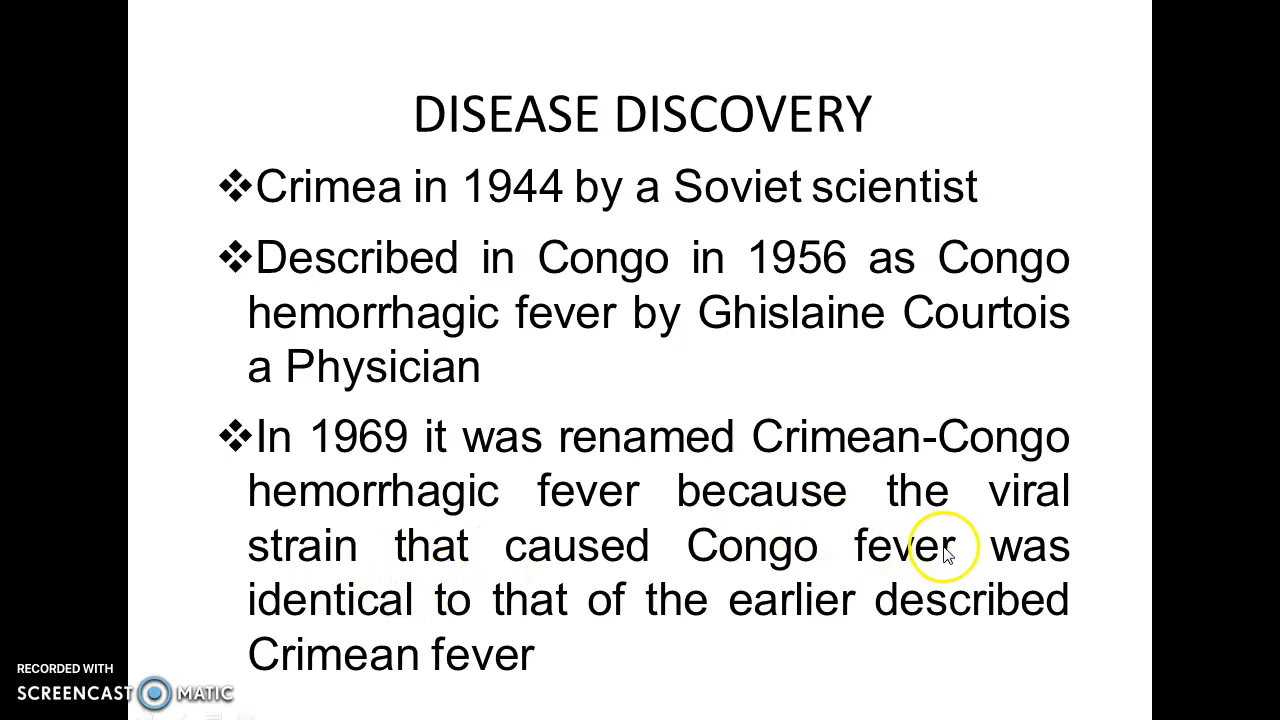 DISEASE DISCOVERY
❖Crimea in 1944 by a Soviet scientist
❖Described in Congo in 1956 as Congo
hemorrhagic fever by Ghislaine Courtois
a Physician
❖In 1969 it was renamed Crimean-Congo
hemorrhagic fever because the viral
strain that caused Congo fever was
identical to that of the earlier described
Crimean fever
RECORDED WITH
SCREENCAST MATIC